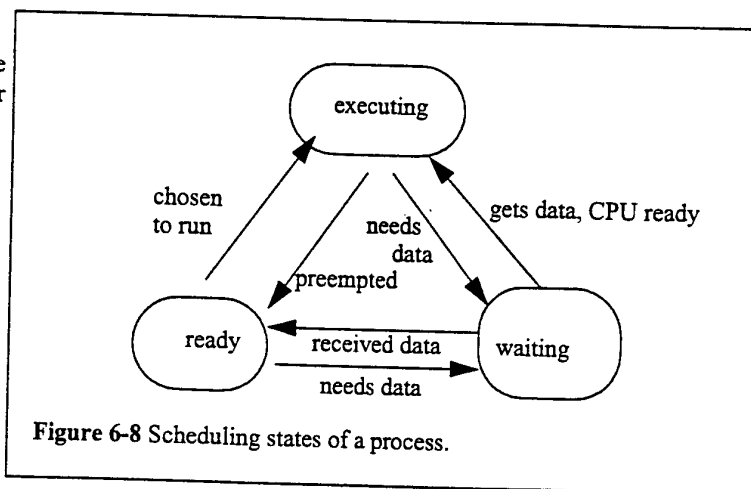 e
r
executing
chosen
to run
gets data, CPU ready
needs
data
preempted
ready
received data
waiting
needs data
Figure 6-8 Scheduling states of a process.